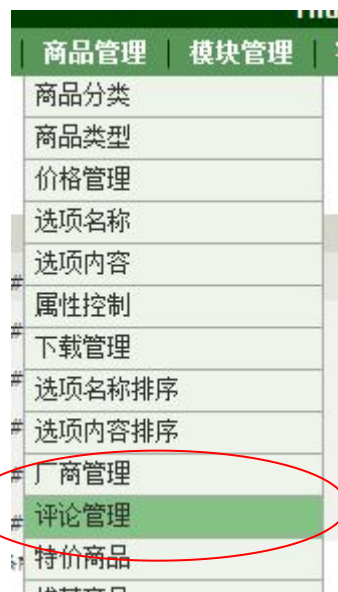 商品管理 模块管理
商品分类
商品类型
价格管理
选项名称
选项内容
属性控制
下载管理
选项名称排序
选项内容排序
厂商管理
评论管理
特价商品